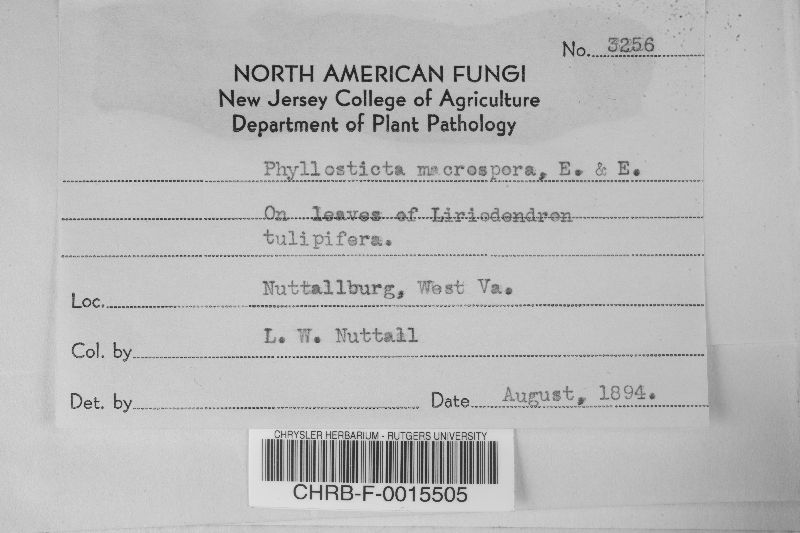 No. 3256
NORTH AMERICAN FUNGI
New Jersey College of Agriculture
Department of Plant Pathology
Phyllosticta macrospora, E. & E.
On leaves of Liriodendron
tulipifera.
Loc. Nuttallburg, West Va.
Col. by L. W. Nuttall
Det. by Date August, 1894.
CHRYSLER HERBARIUM - RUTGERS UNIVERSITY
CHRB-F-0015505